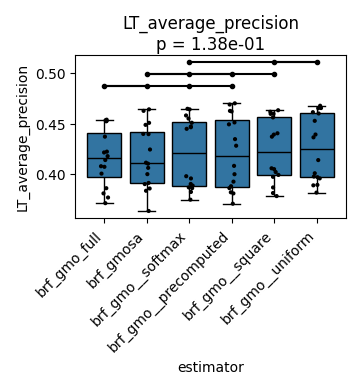 LT_average_precision
p = 1.38e-01
LT_average_precision
0.50
0.45
0.40
brf_gmo_full
brf_gmosa
brf_gmo__softmax
brf_gmo__precomputed
brf_gmo__square
brf_gmo__uniform
estimator